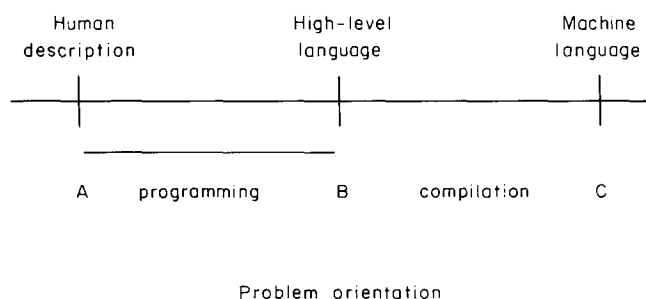 Human description
High-level language
Machine language
A programming B compilation C
Problem orientation